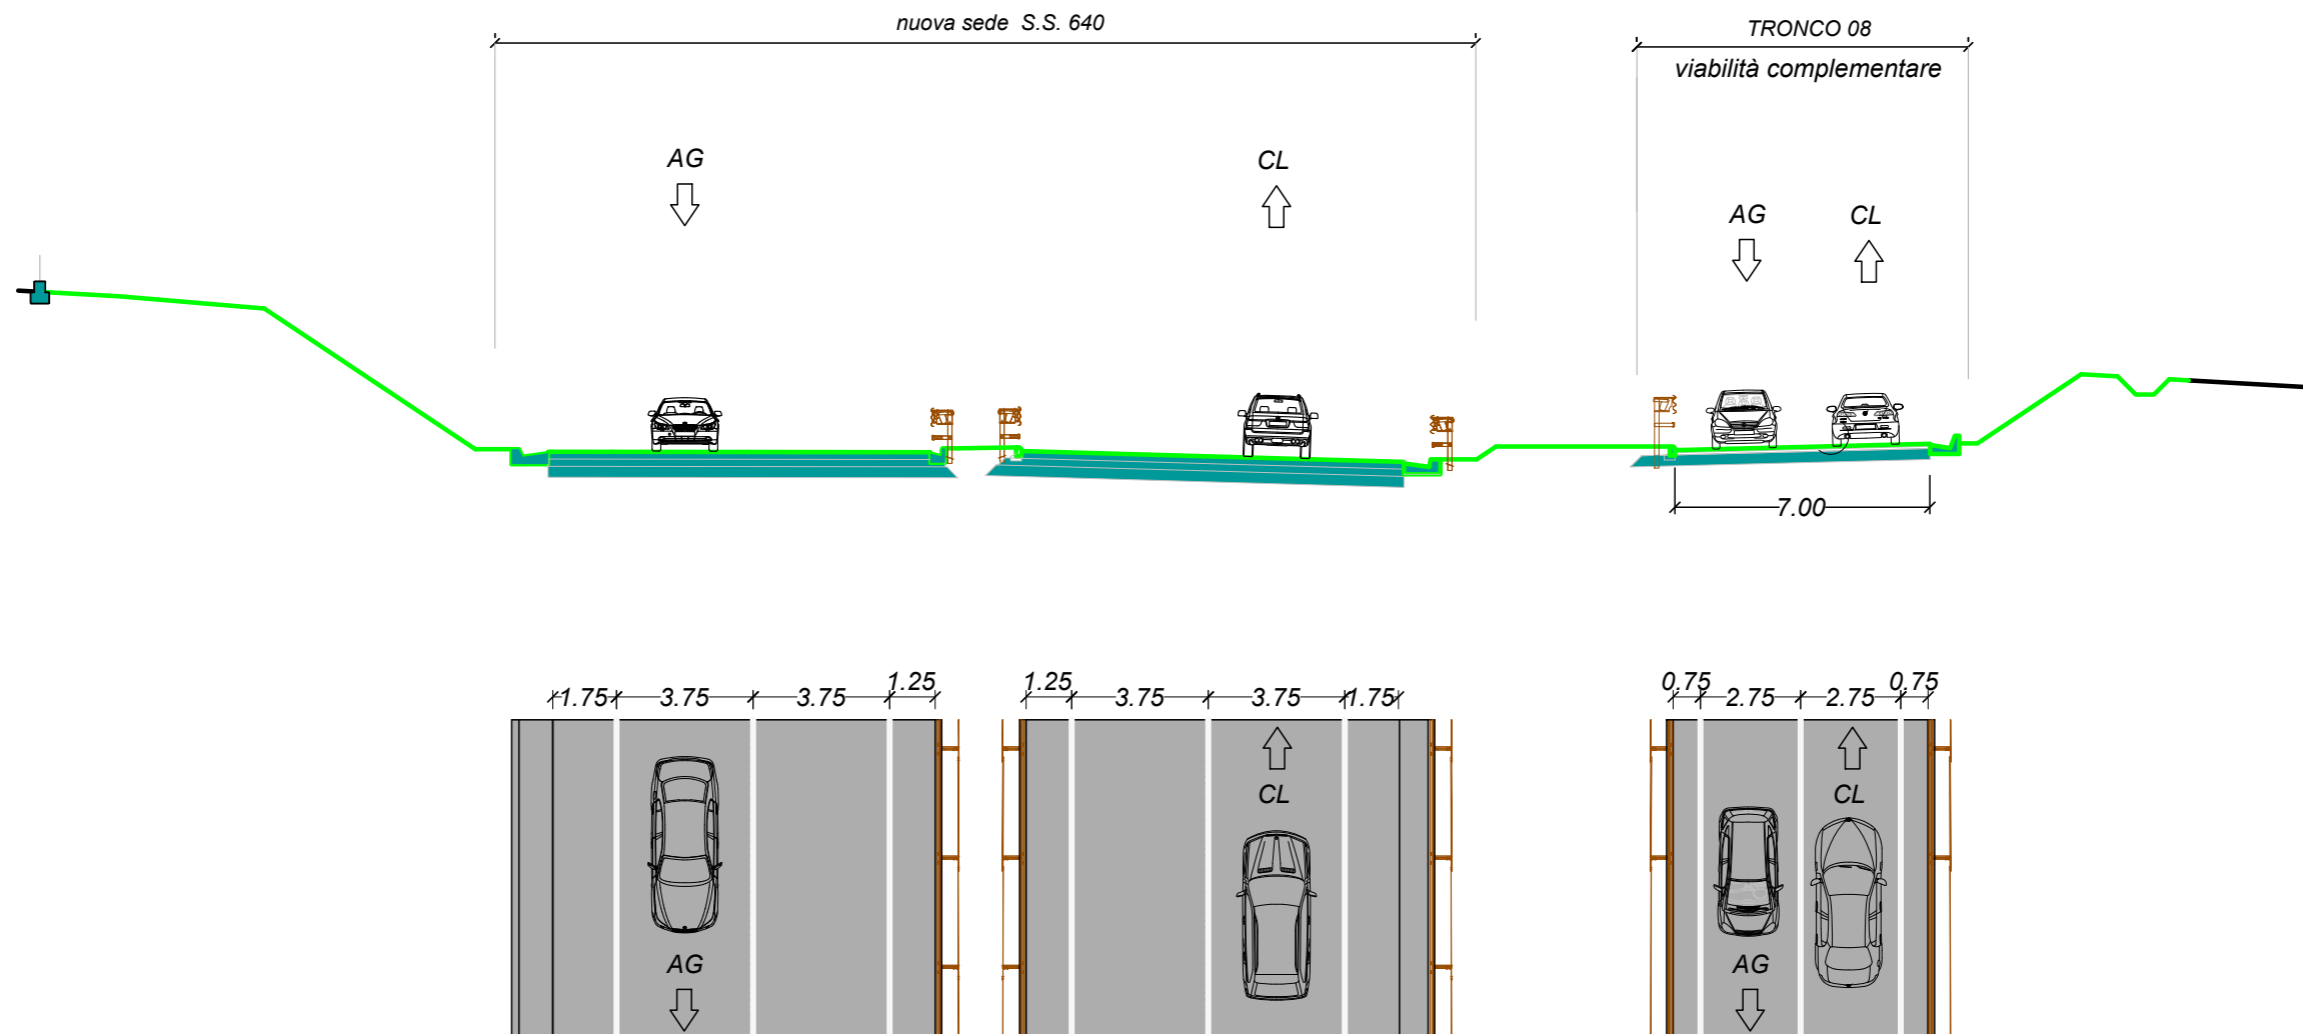 nuova sede S.S. 640
TRONCO 08
viabilità complementare
AG
CL
AG
CL
7.00
1.75
3.75
3.75
1.25
1.25
3.75
3.75
1.75
0.75
2.75
2.75
0.75
CL
CL
AG
AG